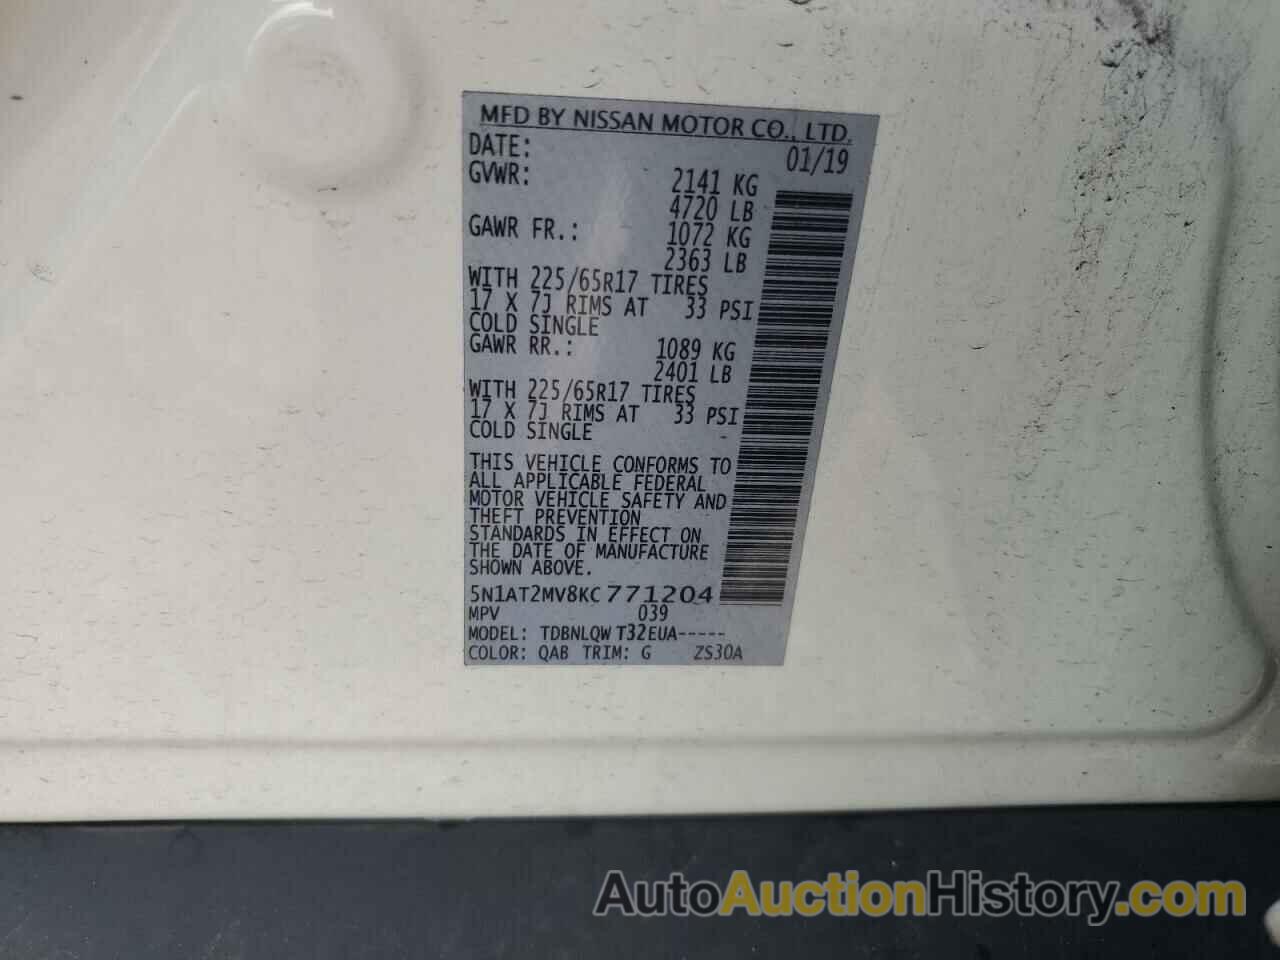 MFD BY NISSAN MOTOR CO., LTD.
DATE: 01/19
GVWR: 2141 KG
4720 LB
GAWR FR.: 1072 KG
2363 LB
WITH 225/65R17 TIRES
17 X 7J RIMS AT 33 PSI
COLD SINGLE
GAWR RR.: 1089 KG
2401 LB
WITH 225/65R17 TIRES
17 X 7J RIMS AT 33 PSI
COLD SINGLE -
THIS VEHICLE CONFORMS TO
ALL APPLICABLE FEDERAL
MOTOR VEHICLE SAFETY AND
THEFT PREVENTION
STANDARDS IN EFFECT ON
THE DATE OF MANUFACTURE
SHOWN ABOVE.
5N1AT2MV8KC771204
MPV 039
MODEL: TDBNLQW T32EUA-----
COLOR: QAB TRIM: G ZS30A
AutoAuctionHistory.com